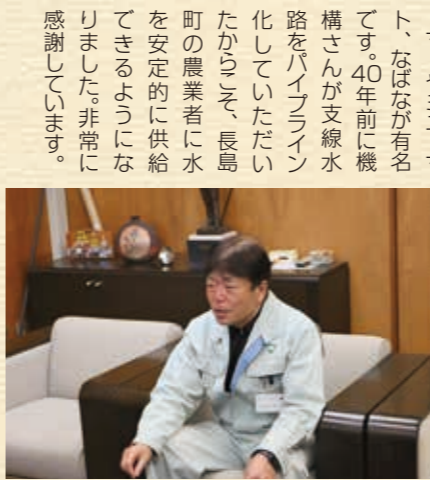 ト、なばなが有名
です。40年前に機
構さんが支線水
路をパイプライン
化していただい
たからこそ、長島
町の農業者に水
を安定的に供給
できるようにな
りました。非常に
感謝しています。